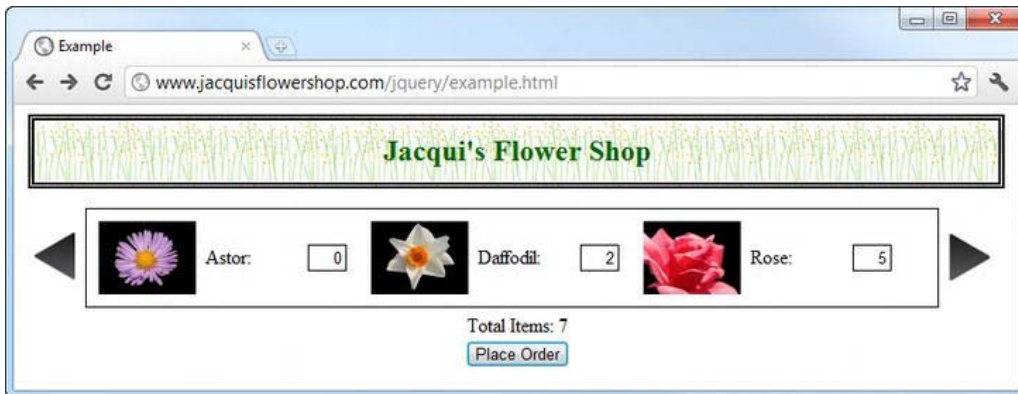 Example
www.jacquisflowershop.com/jquery/example.html
Jacqui's Flower Shop
Astor: 0 Daffodil: 2 Rose: 5
Total Items: 7
Place Order